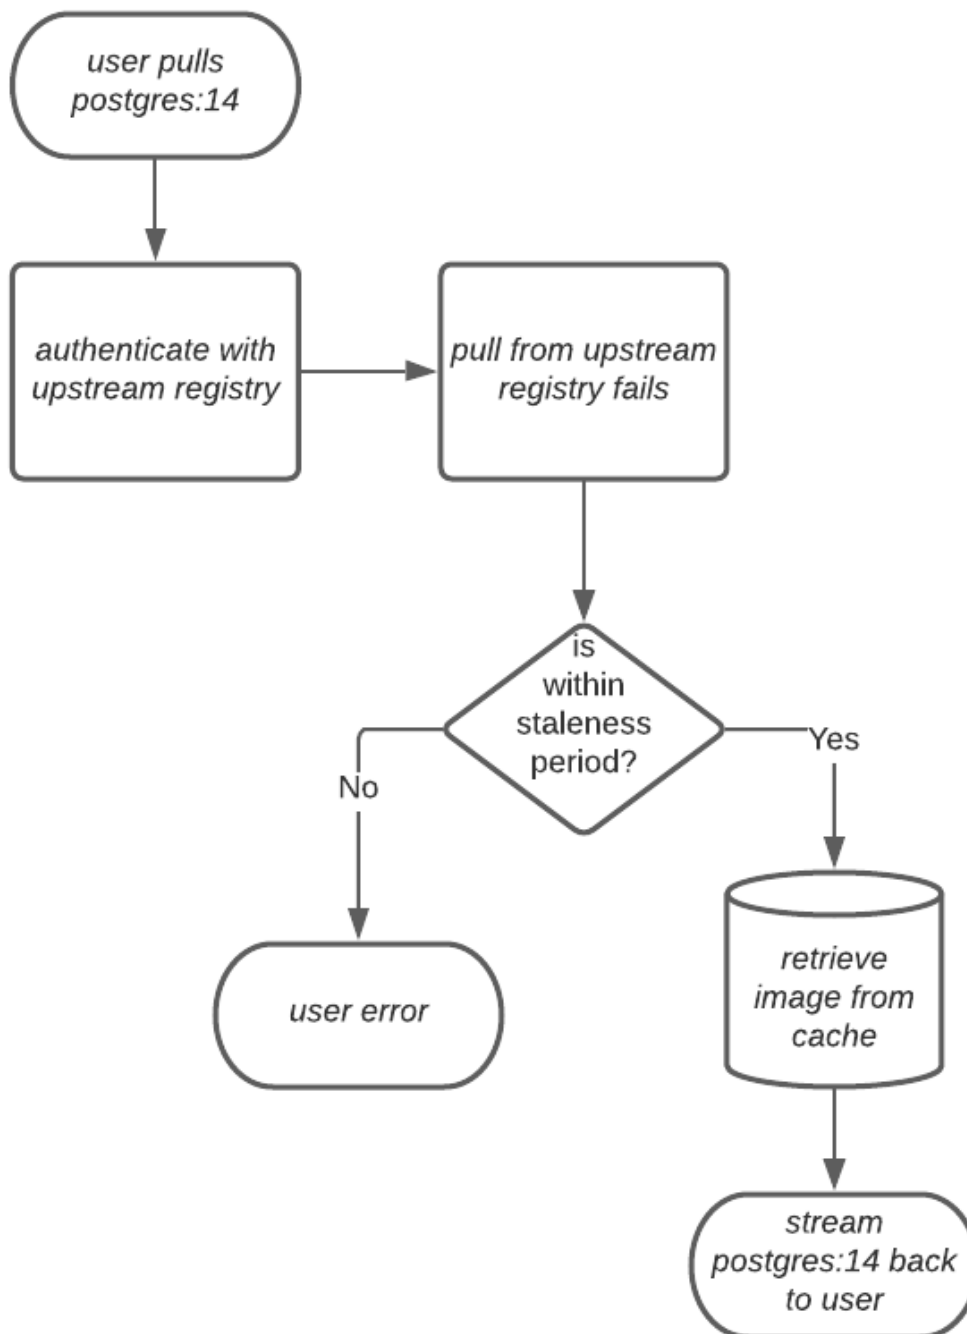 user pulls
postgres:14
authenticate with
upstream registry
pull from upstream
registry fails
is
within
staleness
period?
No
Yes
user error
retrieve
image from
cache
stream
postgres:14 back
to user